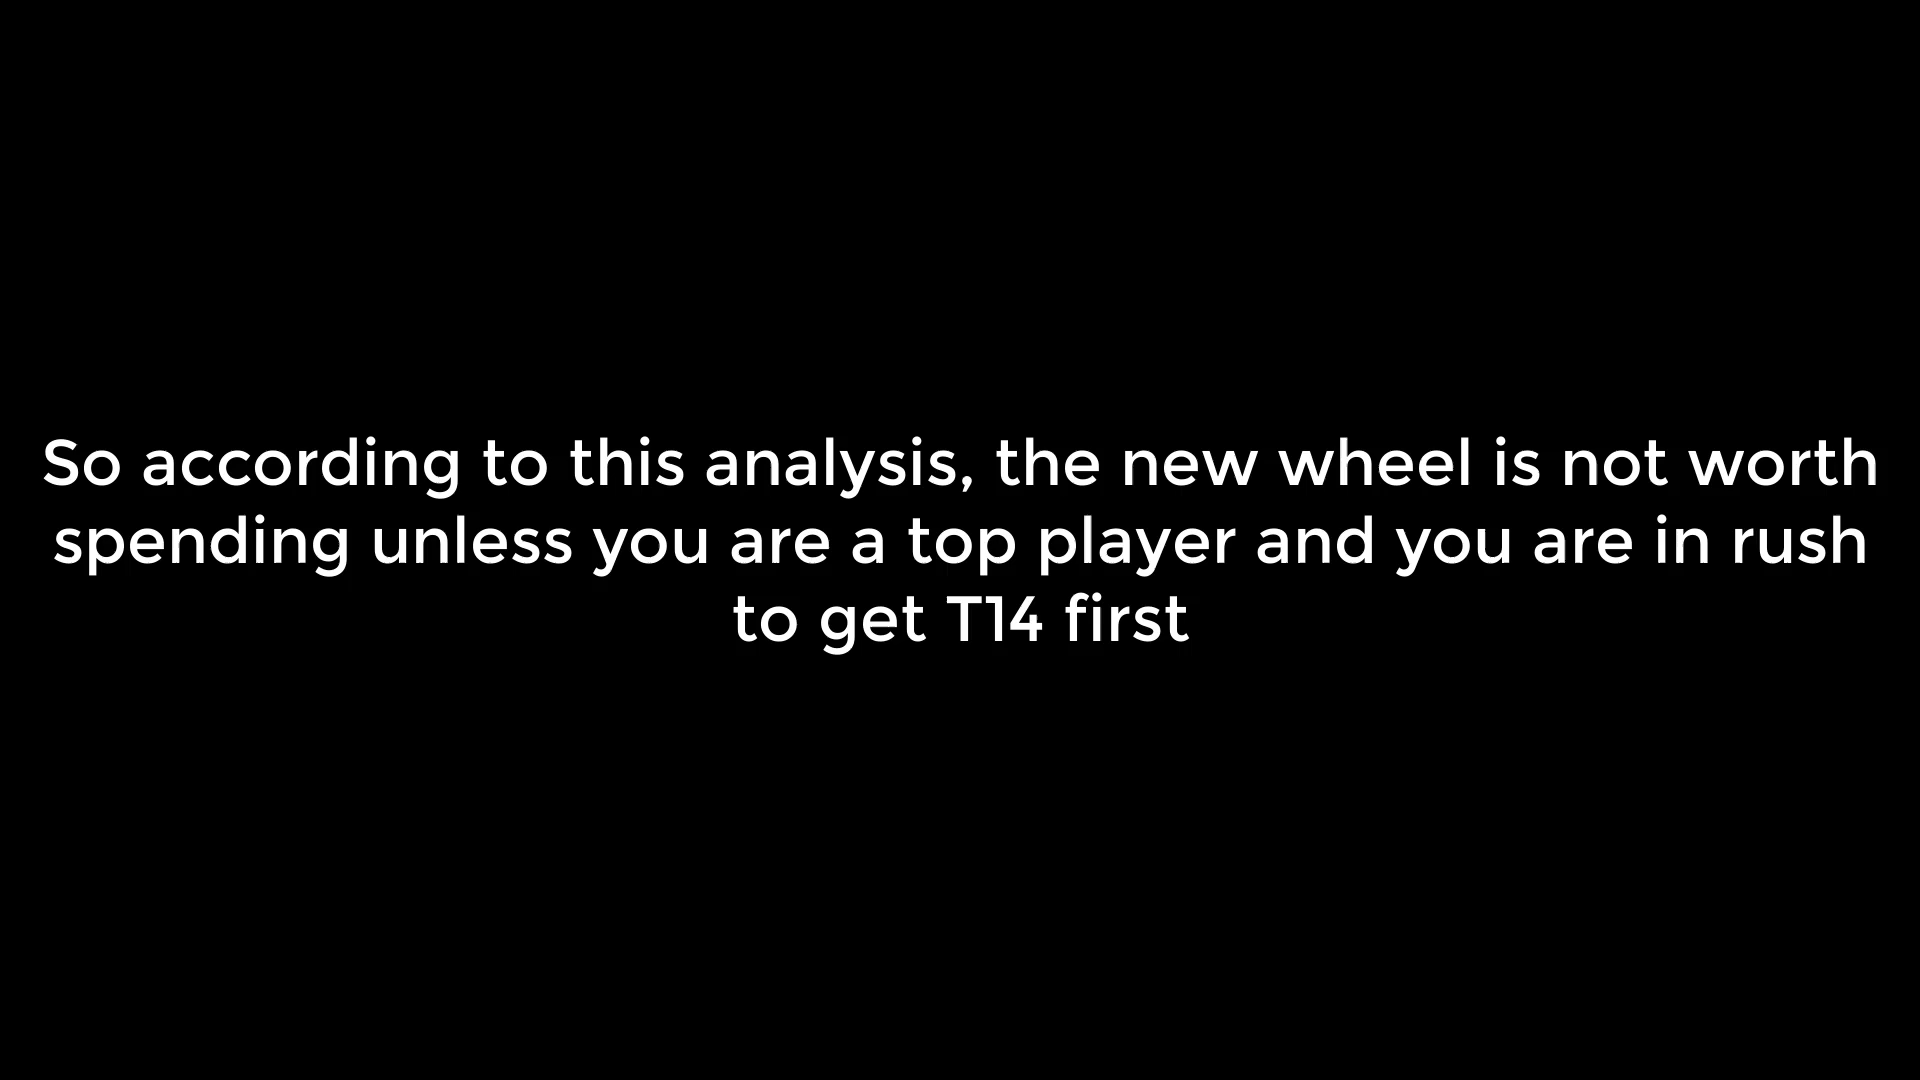 So according to this analysis, the new wheel is not worth
spending unless you are a top player and you are in rush
to get T14 first